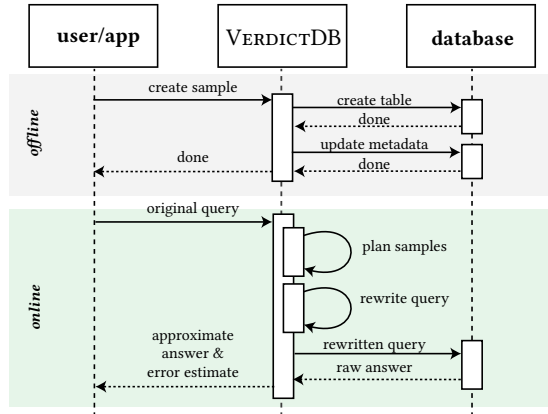 user/app
VERDICTDB
database
offline
create sample
create table
done
update metadata
done
done
online
original query
plan samples
rewrite query
rewritten query
raw answer
approximate
answer &
error estimate